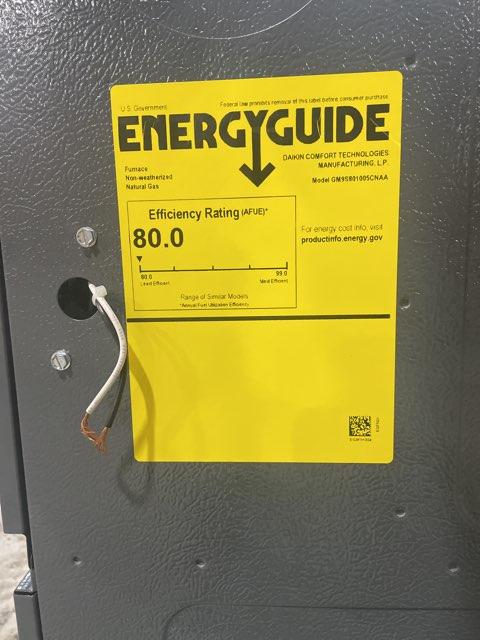 U.S. Government
Federal law prohibits removal of this label before consumer purchase.
ENERGYGUIDE
Furnace
Non-weatherized
Natural Gas
DAIKIN COMFORT TECHNOLOGIES
MANUFACTURING, L.P.
Model GM9S801005CNAA
Efficiency Rating (AFUE)*
80.0
80.0
Least Efficient
99.0
Most Efficient
Range of Similar Models
*Annual Fuel Utilization Efficiency
For energy cost info, visit
productinfo.energy.gov